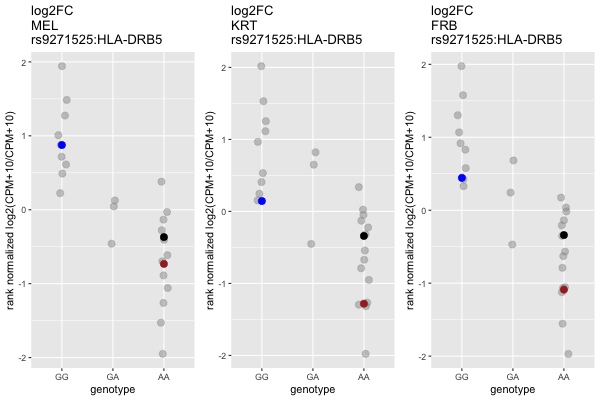 log2FC
MEL
rs9271525:HLA-DRB5
rank normalized log2(CPM+10/CPM+10)
2
1
0
-1
-2
GG
GA
AA
genotype
log2FC
KRT
rs9271525:HLA-DRB5
rank normalized log2(CPM+10/CPM+10)
2
1
0
-1
-2
GG
GA
AA
genotype
log2FC
FRB
rs9271525:HLA-DRB5
rank normalized log2(CPM+10/CPM+10)
2
1
0
-1
-2
GG
GA
AA
genotype